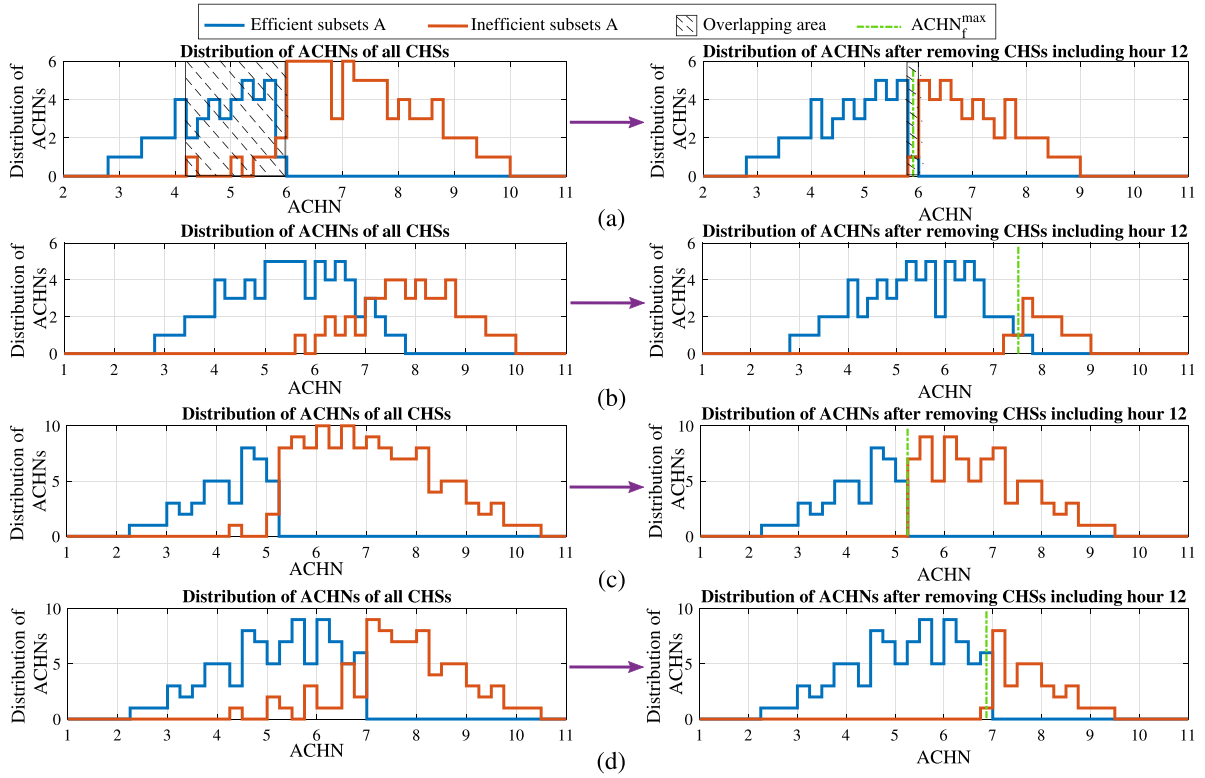 Efficient subsets A Inefficient subsets A Overlapping area ACHN_f^max
Distribution of ACHNs of all CHSs Distribution of ACHNs after removing CHSs including hour 12
Distribution of
ACHNs
6
4
2
0
2 3 4 5 6 7 8 9 10 11
ACHN
Distribution of
ACHNs
6
4
2
0
2 3 4 5 6 7 8 9 10 11
ACHN
(a)
Distribution of ACHNs of all CHSs Distribution of ACHNs after removing CHSs including hour 12
Distribution of
ACHNs
6
4
2
0
1 2 3 4 5 6 7 8 9 10 11
ACHN
Distribution of
ACHNs
6
4
2
0
1 2 3 4 5 6 7 8 9 10 11
ACHN
(b)
Distribution of ACHNs of all CHSs Distribution of ACHNs after removing CHSs including hour 12
Distribution of
ACHNs
10
5
0
1 2 3 4 5 6 7 8 9 10 11
ACHN
Distribution of
ACHNs
10
5
0
1 2 3 4 5 6 7 8 9 10 11
ACHN
(c)
Distribution of ACHNs of all CHSs Distribution of ACHNs after removing CHSs including hour 12
Distribution of
ACHNs
10
5
0
1 2 3 4 5 6 7 8 9 10 11
ACHN
Distribution of
ACHNs
10
5
0
1 2 3 4 5 6 7 8 9 10 11
ACHN
(d)